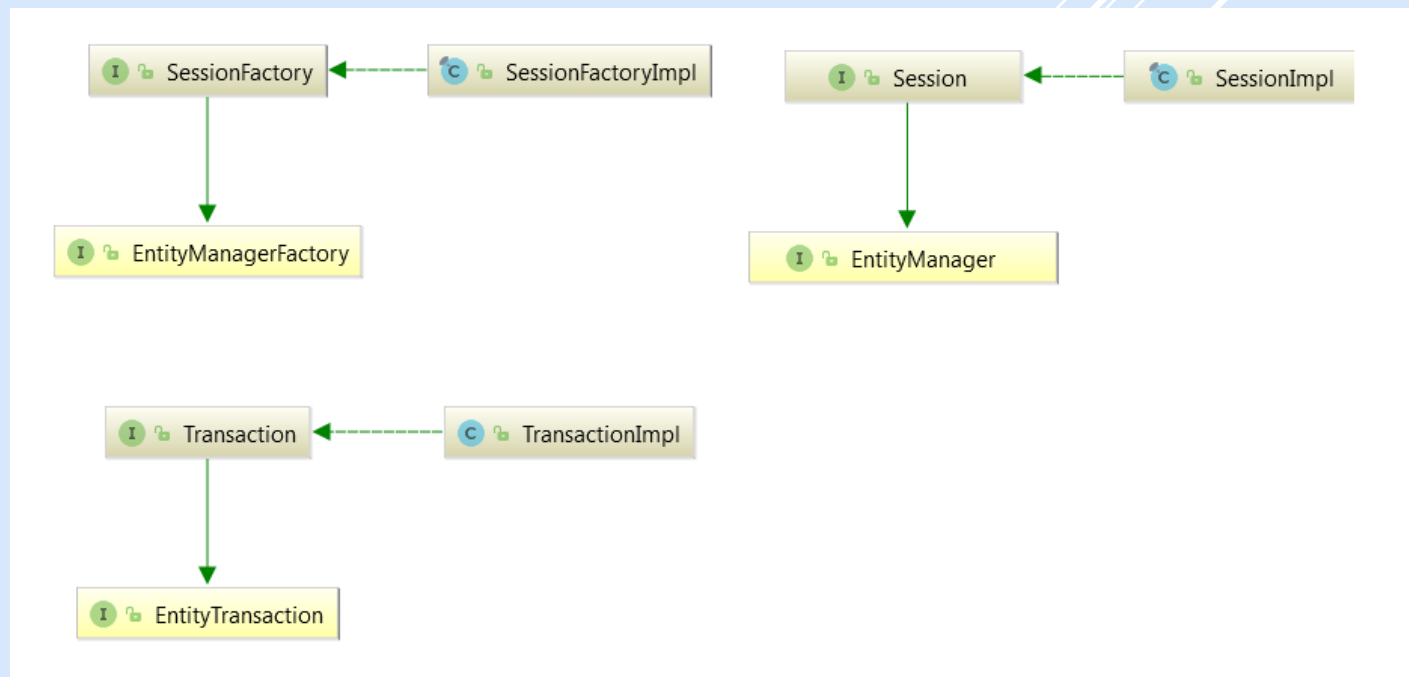 I SessionFactory
C SessionFactoryImpl
I Session
C SessionImpl
I EntityManagerFactory
I EntityManager
I Transaction
C TransactionImpl
I EntityTransaction